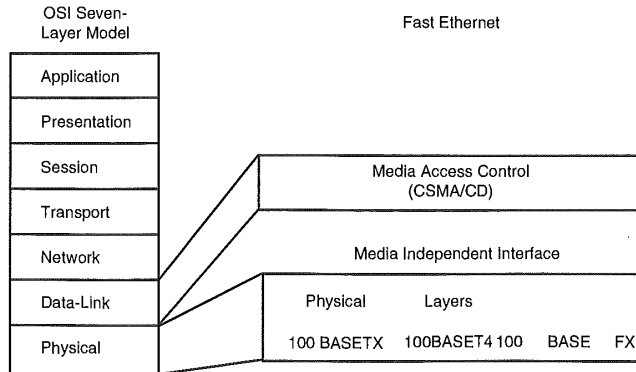 OSI Seven-
Layer Model
Fast Ethernet
Application
Presentation
Session
Transport
Network
Data-Link
Physical
Media Access Control
(CSMA/CD)
Media Independent Interface
Physical Layers
100 BASETX 100BASET4 100 BASE FX